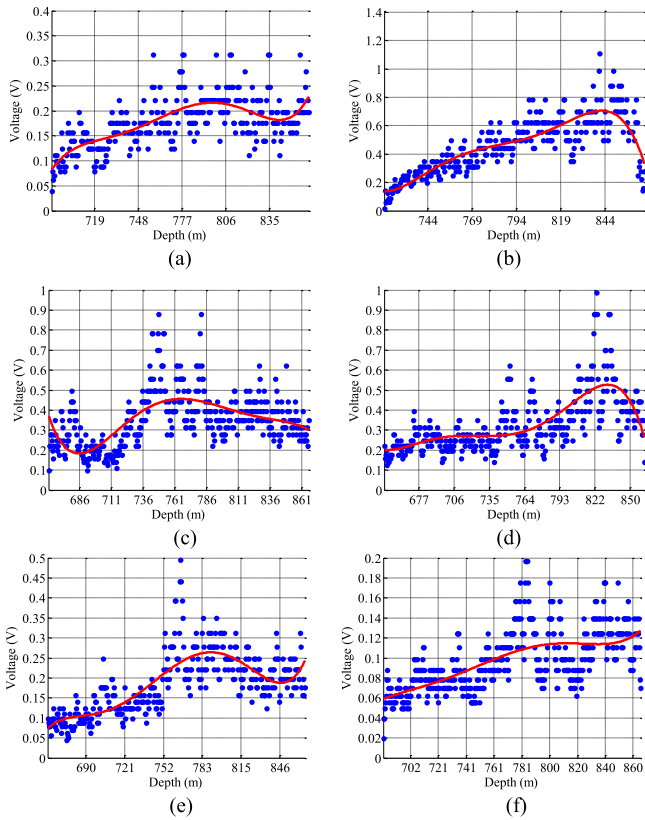 0.4
0.35
0.3
0.25
0.2
0.15
0.1
0.05
0
Voltage (V)
719 748 777 806 835
Depth (m)
(a)
1.4
1.2
1
0.8
0.6
0.4
0.2
0
Voltage (V)
744 769 794 819 844
Depth (m)
(b)
1
0.9
0.8
0.7
0.6
0.5
0.4
0.3
0.2
0.1
0
Voltage (V)
686 711 736 761 786 811 836 861
Depth (m)
(c)
1
0.9
0.8
0.7
0.6
0.5
0.4
0.3
0.2
0.1
0
Voltage (V)
677 706 735 764 793 822 850
Depth (m)
(d)
0.5
0.45
0.4
0.35
0.3
0.25
0.2
0.15
0.1
0.05
0
Voltage (V)
690 721 752 783 815 846
Depth (m)
(e)
0.2
0.18
0.16
0.14
0.12
0.1
0.08
0.06
0.04
0.02
0
Voltage (V)
702 721 741 761 781 800 820 840 860
Depth (m)
(f)